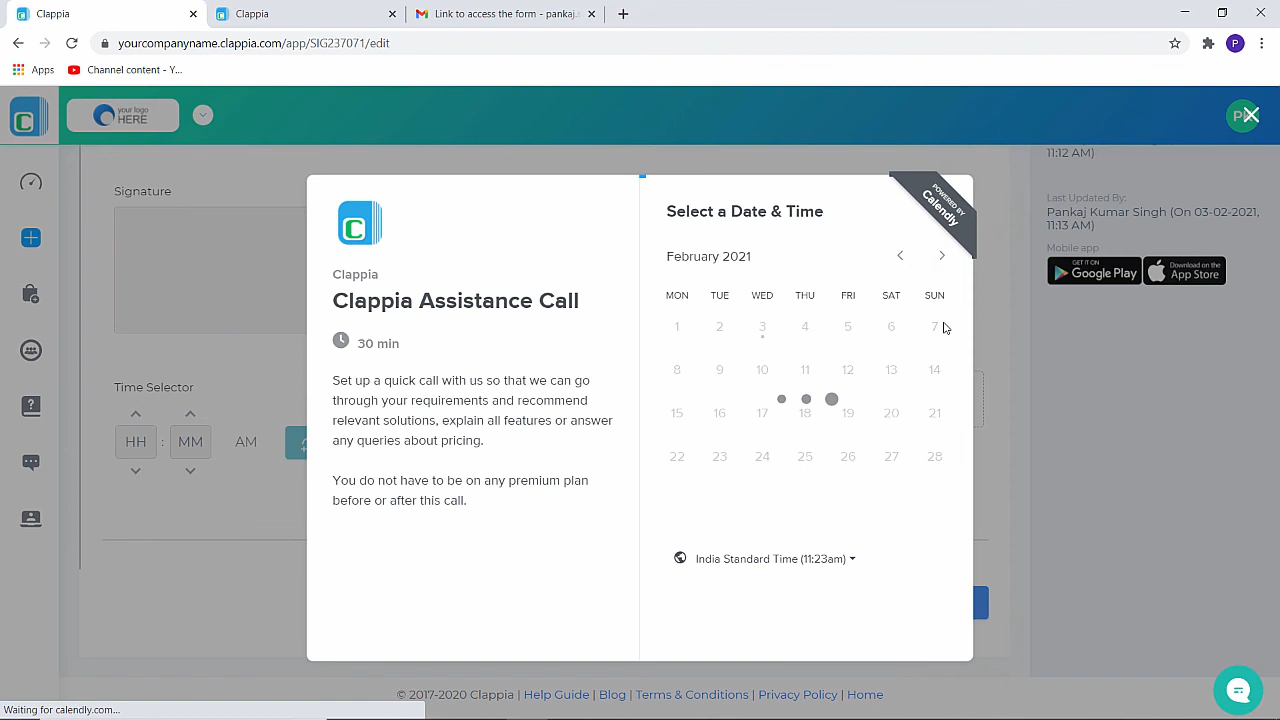 Clappia
Clappia
Link to access the form - pankaj.s
yourcompanyname.clappia.com/app/SIG237071/edit
P
Apps
Channel content - Y...
C
your logo
HERE
11:12 AM)
Signature
Last Updated By:
Pankaj Kumar Singh (On 03-02-2021,
11:13 AM)
Mobile app
GET IT ON
Google Play
Download on the
App Store
POWERED BY
Calendly
C
Clappia
Clappia Assistance Call
30 min
Set up a quick call with us so that we can go
through your requirements and recommend
relevant solutions, explain all features or answer
any queries about pricing.
You do not have to be on any premium plan
before or after this call.
Select a Date & Time
February 2021
MON TUE WED THU FRI SAT SUN
1 2 3 4 5 6 7
8 9 10 11 12 13 14
15 16 17 18 19 20 21
22 23 24 25 26 27 28
India Standard Time (11:23am)
Time Selector
HH : MM AM
© 2017-2020 Clappia | Help Guide | Blog | Terms & Conditions | Privacy Policy | Home
Waiting for calendly.com...